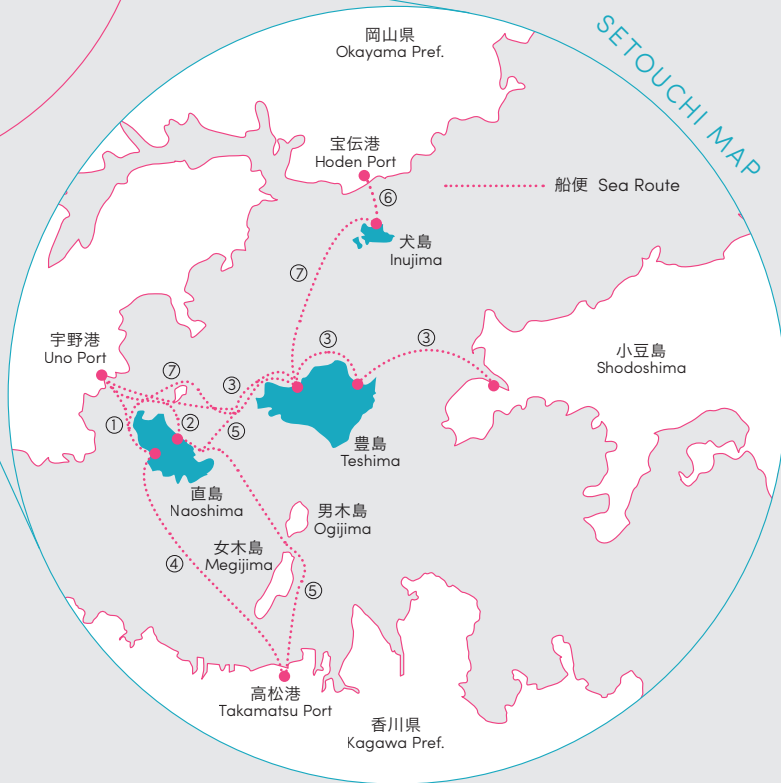 岡山県
Okayama Pref.
SETOUCHI MAP
宝伝港
Hoden Port
船便 Sea Route
⑥
犬島
Inujima
⑦
宇野港
Uno Port
③
③
小豆島
Shodoshima
⑦
③
①
②
⑤
豊島
Teshima
直島
Naoshima
男木島
Ogijima
女木島
Megijima
④
⑤
高松港
Takamatsu Port
香川県
Kagawa Pref.